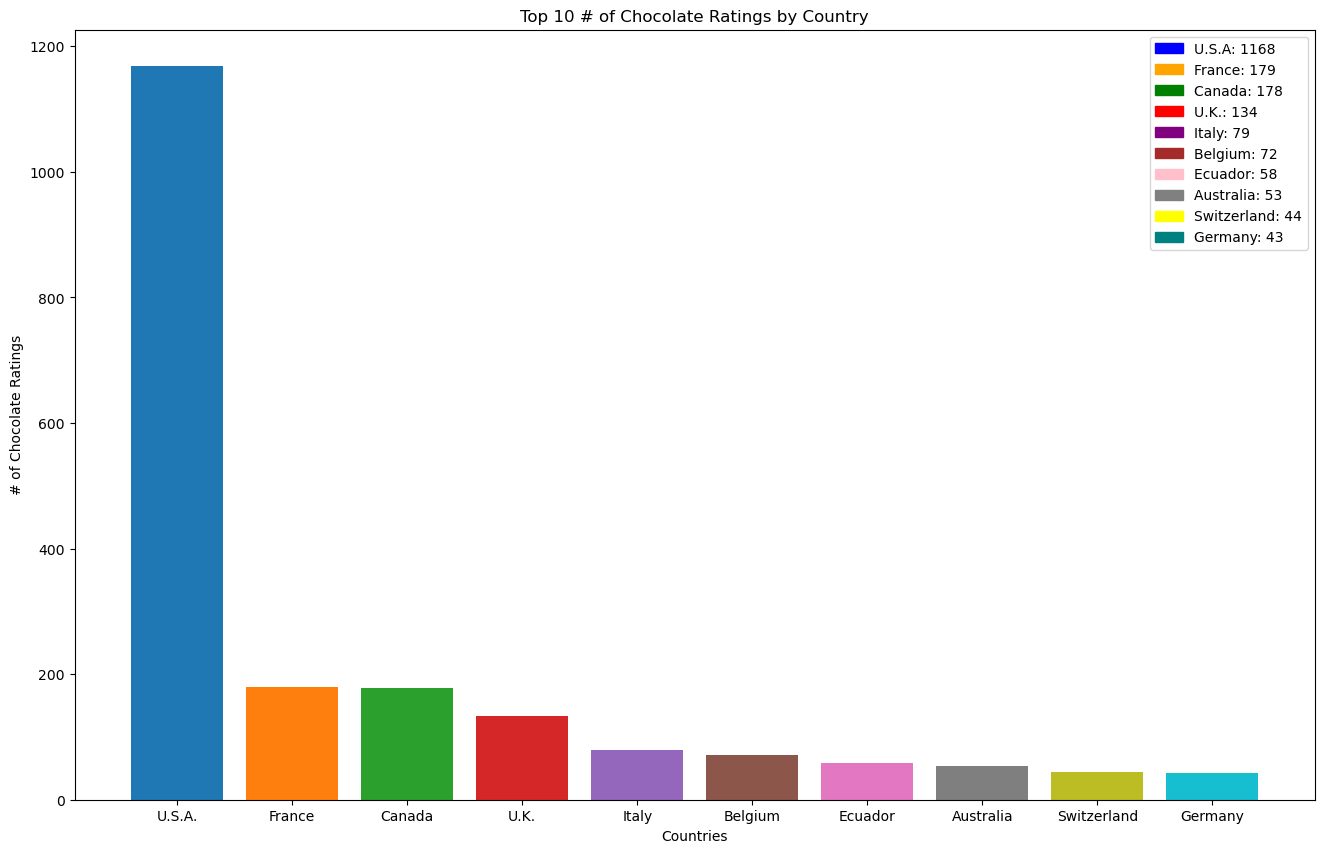 Top 10 # of Chocolate Ratings by Country
1200
1000
800
600
400
200
0
# of Chocolate Ratings
U.S.A: 1168
France: 179
Canada: 178
U.K.: 134
Italy: 79
Belgium: 72
Ecuador: 58
Australia: 53
Switzerland: 44
Germany: 43
U.S.A. France Canada U.K. Italy Belgium Ecuador Australia Switzerland Germany
Countries